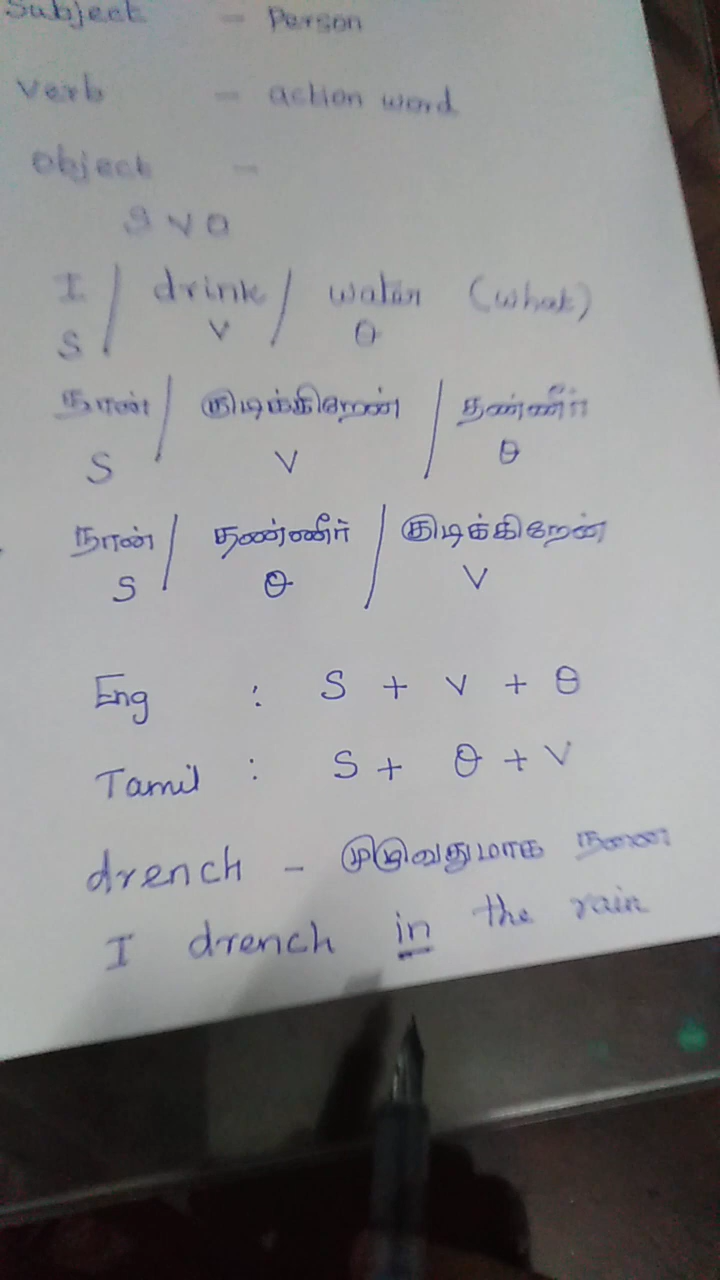 Subject - Person
verb - action word
object -
S V O
I / drink / water (what)
S V O
நான் / குடிக்கிறேன் / தண்ணீர்
S V O
நான் / தண்ணீர் / குடிக்கிறேன்
S O V
Eng : S + V + O
Tamil : S + O + V
drench - முழுவதுமாக நனை
I drench in the rain